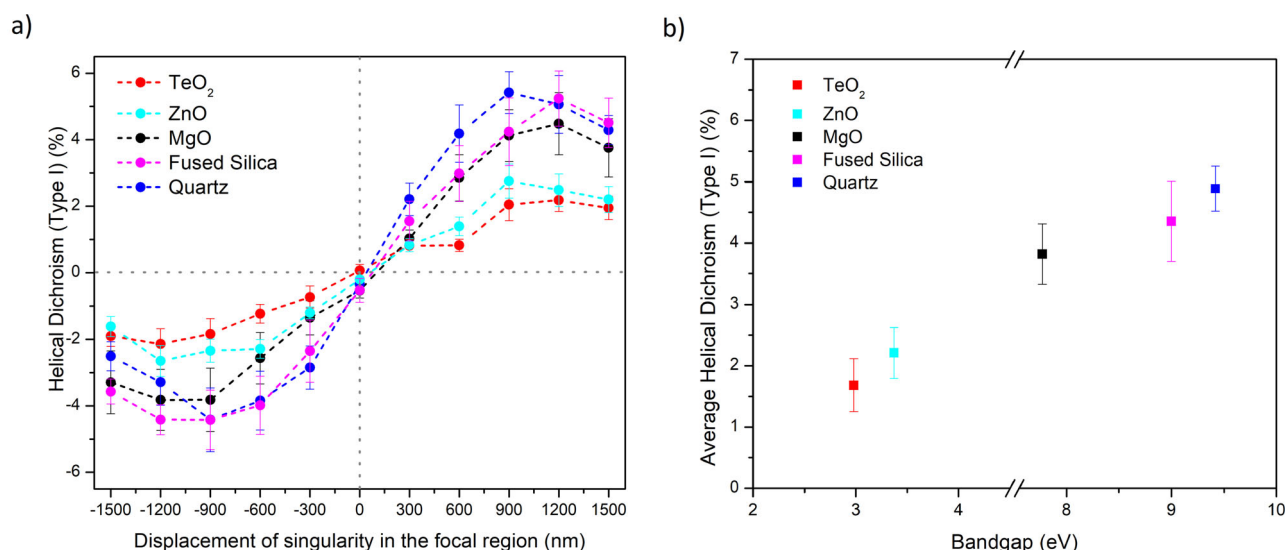 a)
Helical Dichroism (Type I) (%)
6
4
2
0
-2
-4
-6
TeO₂
ZnO
MgO
Fused Silica
Quartz
-1500 -1200 -900 -600 -300 0 300 600 900 1200 1500
Displacement of singularity in the focal region (nm)
b)
Average Helical Dichroism (Type I) (%)
7
6
5
4
3
2
1
0
TeO₂
ZnO
MgO
Fused Silica
Quartz
2 3 4 8 9 10
Bandgap (eV)